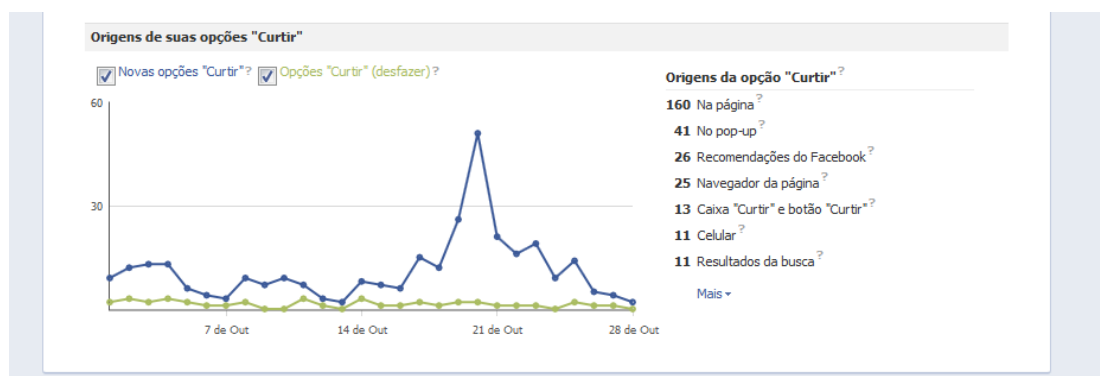 Origens de suas opções "Curtir"
Novas opções "Curtir"? Opções "Curtir" (desfazer)?
60
30
7 de Out 14 de Out 21 de Out 28 de Out
Origens da opção "Curtir"?
160 Na página?
41 No pop-up?
26 Recomendações do Facebook?
25 Navegador da página?
13 Caixa "Curtir" e botão "Curtir"?
11 Celular?
11 Resultados da busca?
Mais